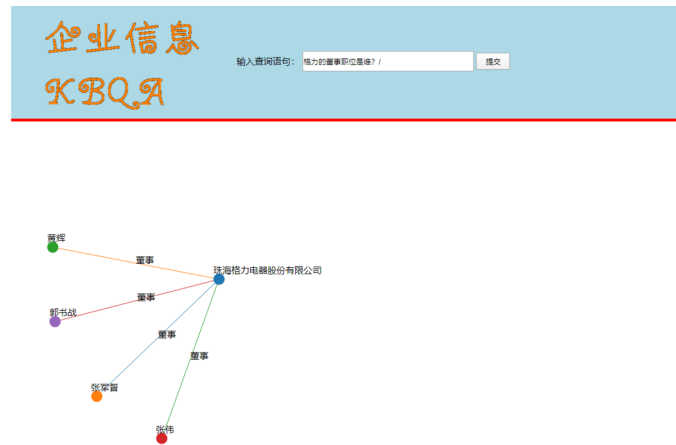 企业信息
KBQA
输入查询语句：
格力的董事职位是谁？/
提交
黄辉
董事
珠海格力电器股份有限公司
董事
郭书战
董事
董事
张军督
张伟